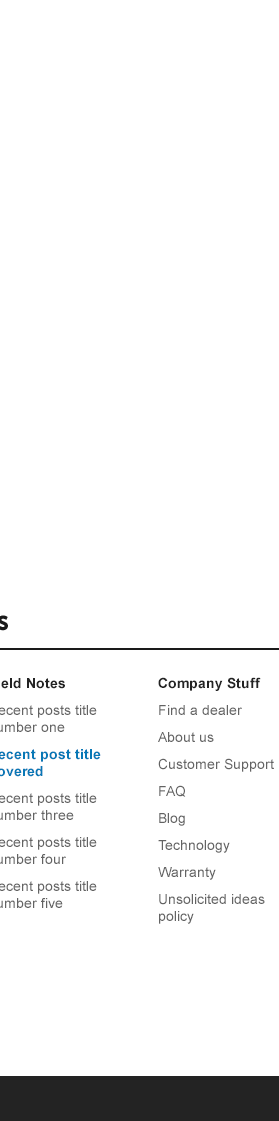 s
eld Notes
ecent posts title
umber one
ecent post title
overed
ecent posts title
umber three
ecent posts title
umber four
ecent posts title
umber five
Company Stuff
Find a dealer
About us
Customer Support
FAQ
Blog
Technology
Warranty
Unsolicited ideas
policy